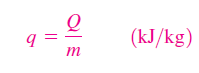 q = Q/m (kJ/kg)